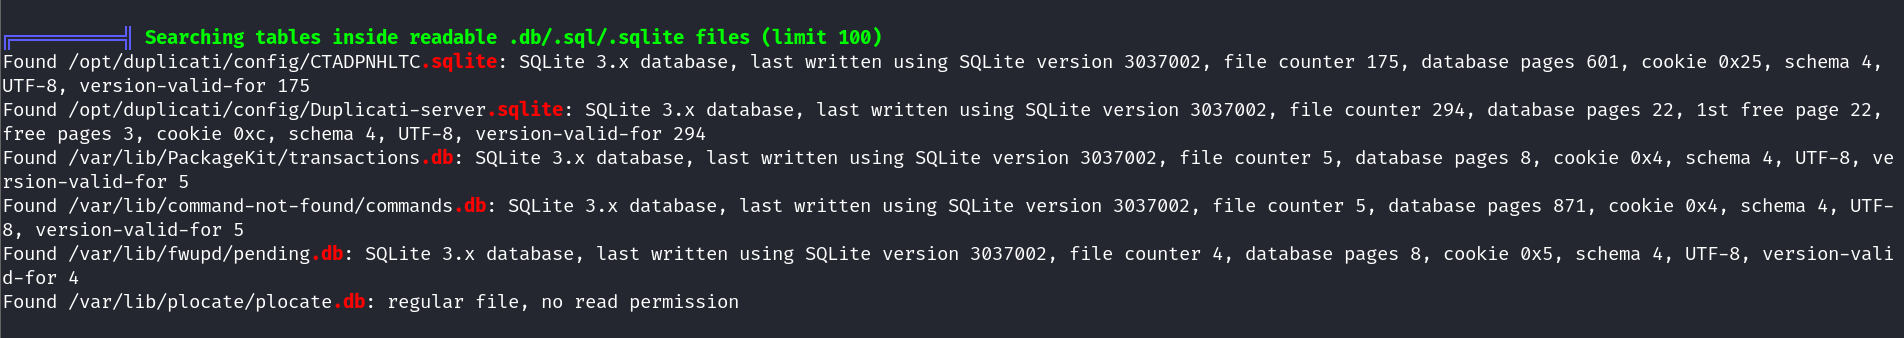 ╔══════════╣ Searching tables inside readable .db/.sql/.sqlite files (limit 100)
Found /opt/duplicati/config/CTADPNHLTC.sqlite: SQLite 3.x database, last written using SQLite version 3037002, file counter 175, database pages 601, cookie 0x25, schema 4,
UTF-8, version-valid-for 175
Found /opt/duplicati/config/Duplicati-server.sqlite: SQLite 3.x database, last written using SQLite version 3037002, file counter 294, database pages 22, 1st free page 22,
free pages 3, cookie 0xc, schema 4, UTF-8, version-valid-for 294
Found /var/lib/PackageKit/transactions.db: SQLite 3.x database, last written using SQLite version 3037002, file counter 5, database pages 8, cookie 0x4, schema 4, UTF-8, ve
rsion-valid-for 5
Found /var/lib/command-not-found/commands.db: SQLite 3.x database, last written using SQLite version 3037002, file counter 5, database pages 871, cookie 0x4, schema 4, UTF-
8, version-valid-for 5
Found /var/lib/fwupd/pending.db: SQLite 3.x database, last written using SQLite version 3037002, file counter 4, database pages 8, cookie 0x5, schema 4, UTF-8, version-vali
d-for 4
Found /var/lib/plocate/plocate.db: regular file, no read permission